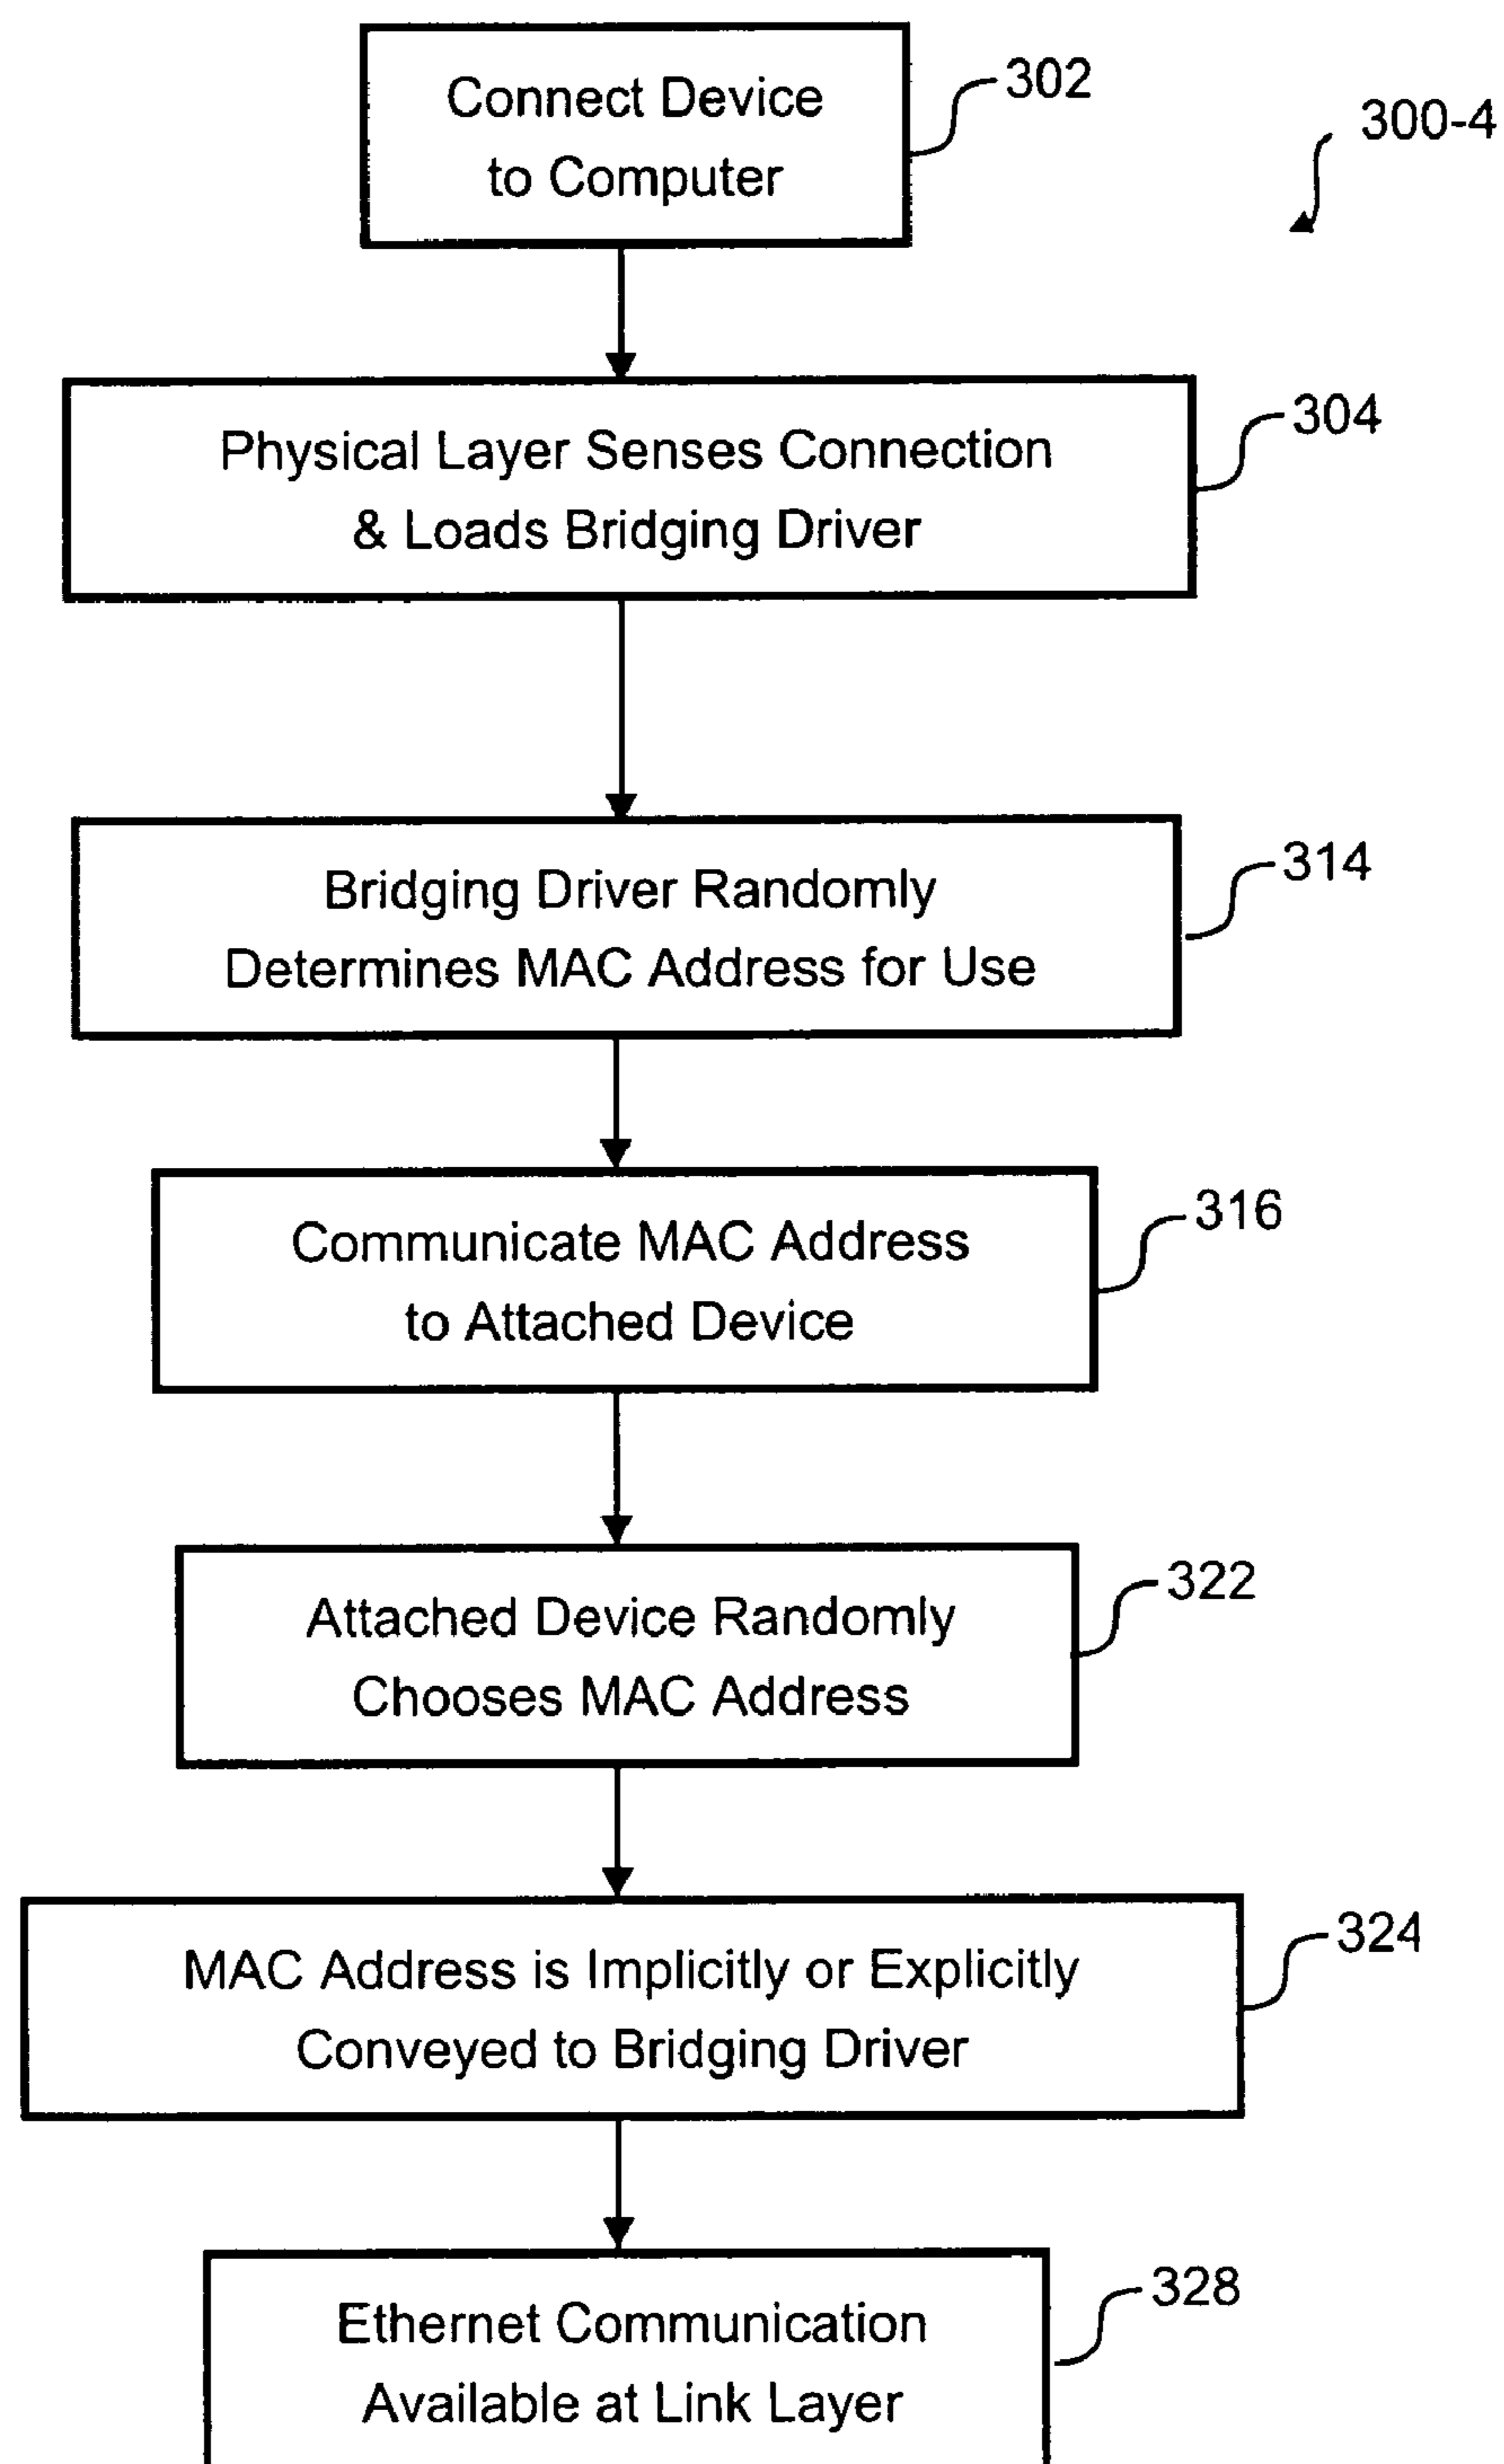 Connect Device
to Computer
302
300-4
Physical Layer Senses Connection
& Loads Bridging Driver
304
Bridging Driver Randomly
Determines MAC Address for Use
314
Communicate MAC Address
to Attached Device
316
Attached Device Randomly
Chooses MAC Address
322
MAC Address is Implicitly or Explicitly
Conveyed to Bridging Driver
324
Ethernet Communication
Available at Link Layer
328